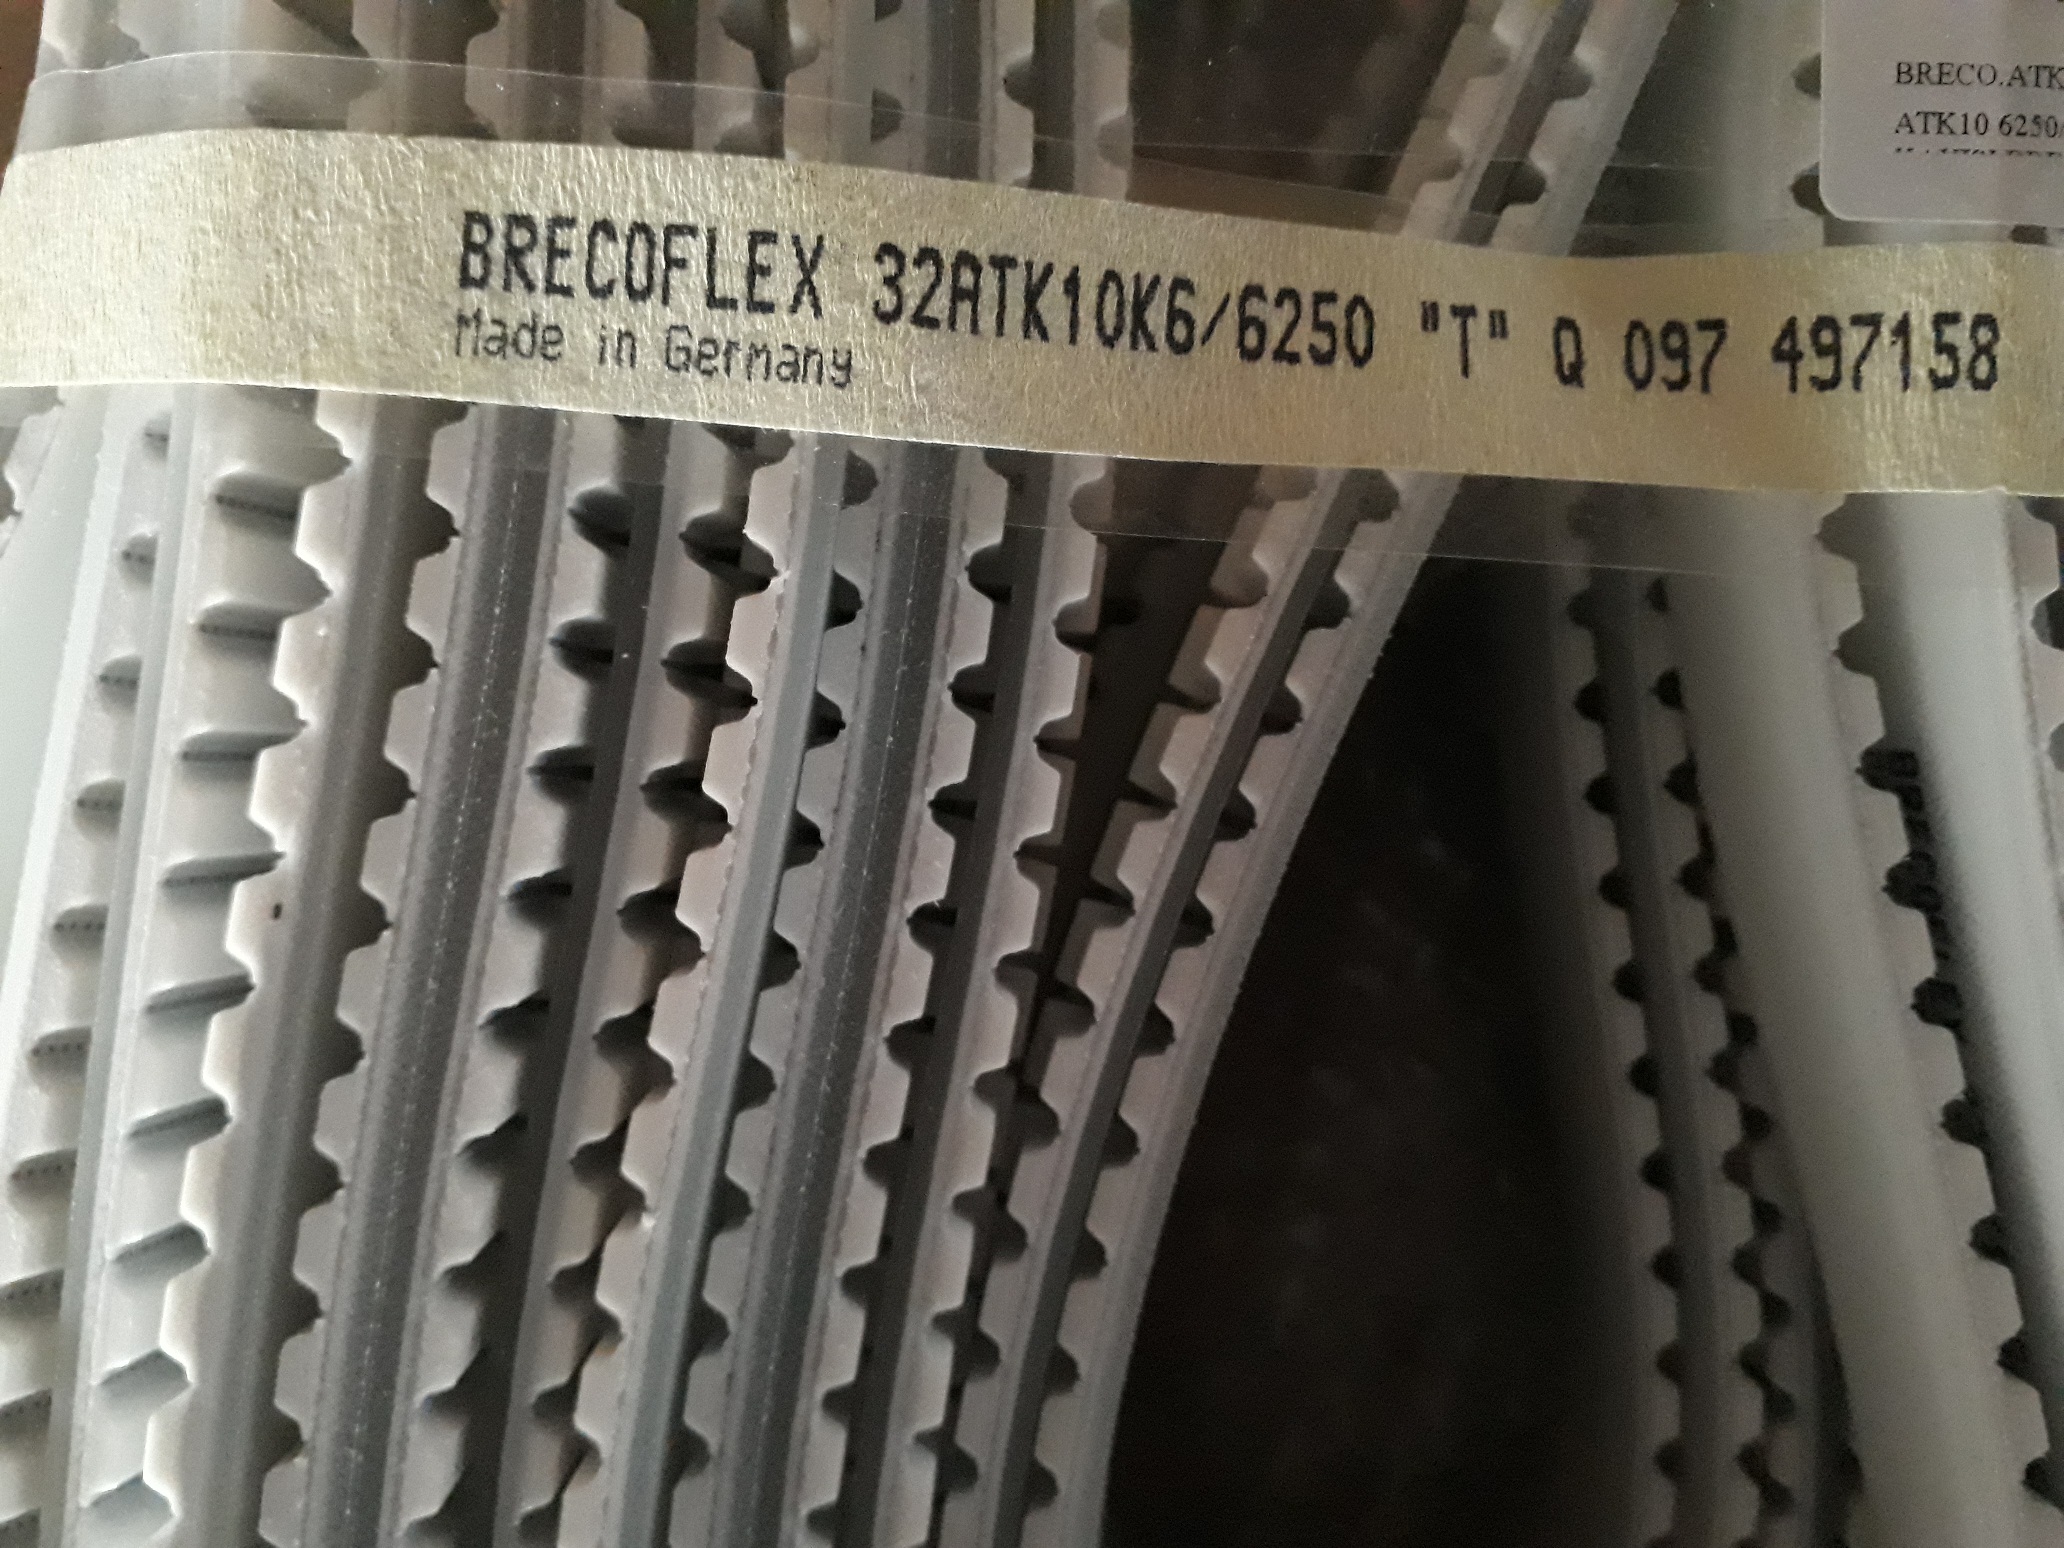 BRECO.ATK
ATK10 6250
BRECOFLEX 32ATK10K6/6250 "T" Q 097 497158
Made in Germany